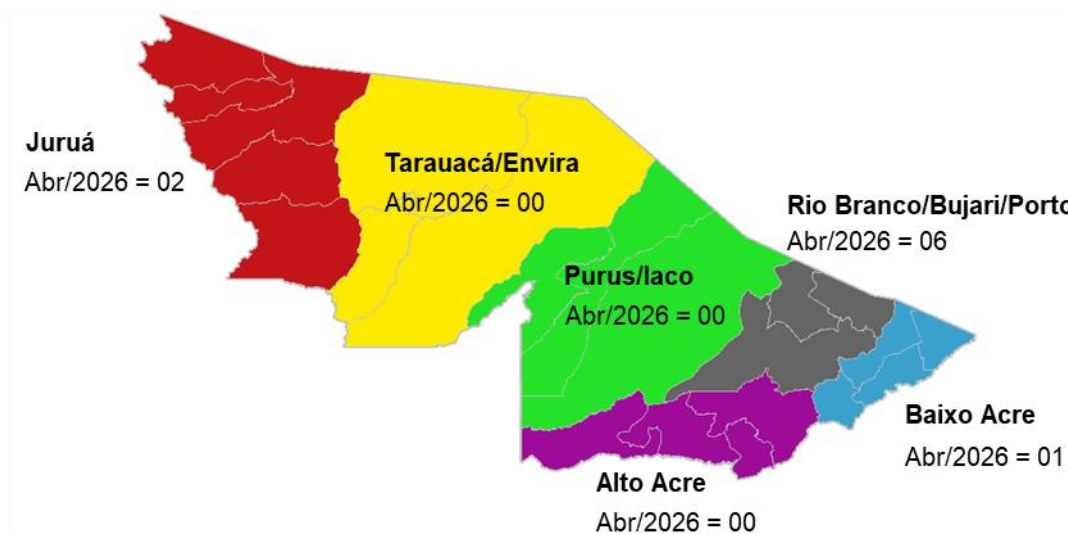 Juruá
Abr/2026 = 02
Tarauacá/Envira
Abr/2026 = 00
Rio Branco/Bujari/Porto
Abr/2026 = 06
Purus/Iaco
Abr/2026 = 00
Baixo Acre
Abr/2026 = 01
Alto Acre
Abr/2026 = 00